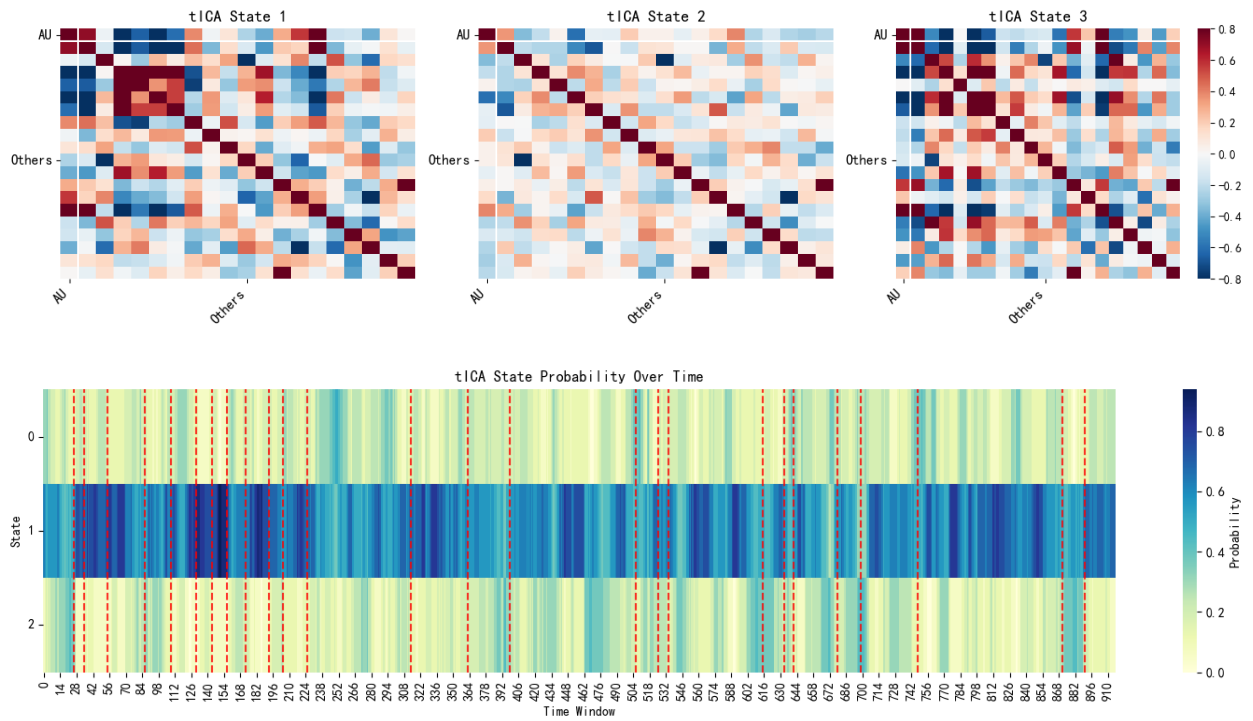 tICA State 1
tICA State 2
tICA State 3
AU
Others
AU
Others
AU
Others
AU
Others
AU
Others
AU
Others
0.8
0.6
0.4
0.2
0.0
-0.2
-0.4
-0.6
-0.8
tICA State Probability Over Time
State
0
1
2
0 14 28 42 56 70 84 98 112 126 140 154 168 182 196 210 224 238 252 266 280 294 308 322 336 350 364 378 392 406 420 434 448 462 476 490 504 518 532 546 560 574 588 602 616 630 644 658 672 686 700 714 728 742 756 770 784 798 812 826 840 854 868 882 896 910
Time Window
0.8
0.6
0.4
0.2
0.0
Probability